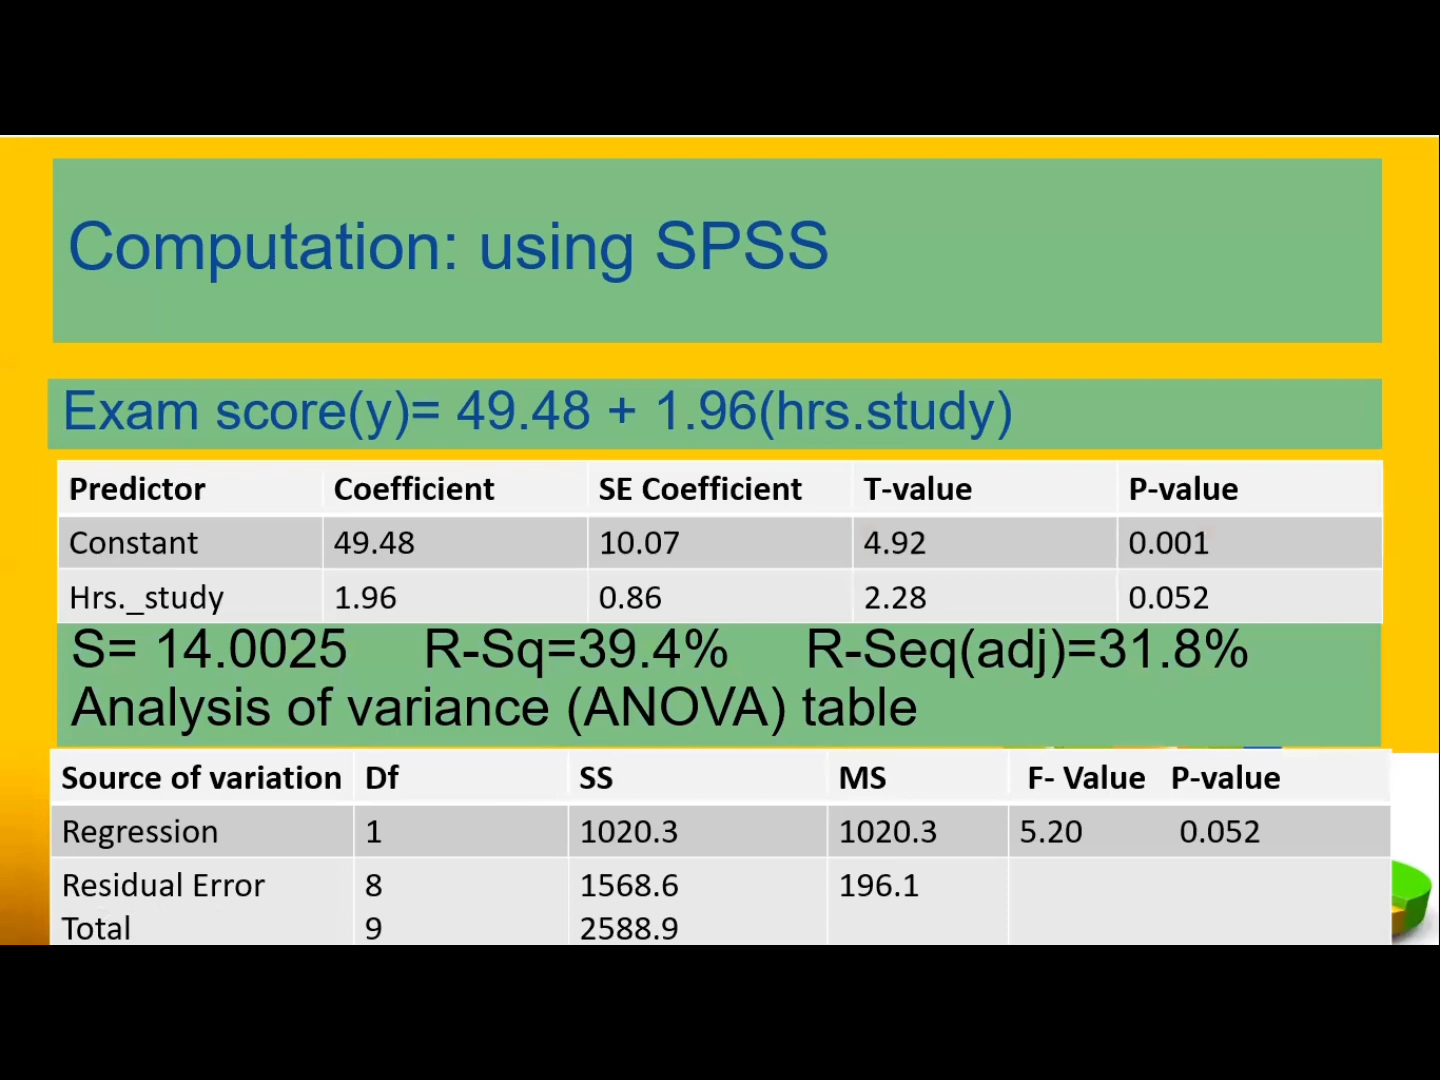 Computation: using SPSS
Exam score(y)= 49.48 + 1.96(hrs.study)
Predictor Coefficient SE Coefficient T-value P-value
Constant 49.48 10.07 4.92 0.001
Hrs._study 1.96 0.86 2.28 0.052
S= 14.0025 R-Sq=39.4% R-Seq(adj)=31.8%
Analysis of variance (ANOVA) table
Source of variation Df SS MS F- Value P-value
Regression 1 1020.3 1020.3 5.20 0.052
Residual Error 8 1568.6 196.1
Total 9 2588.9